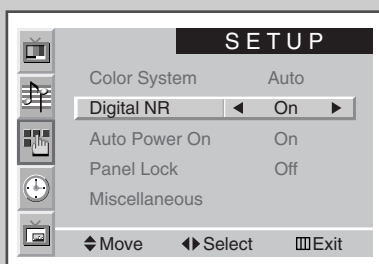 SETUP
Color System Auto
Digital NR On
Auto Power On On
Panel Lock Off
Miscellaneous
Move Select Exit